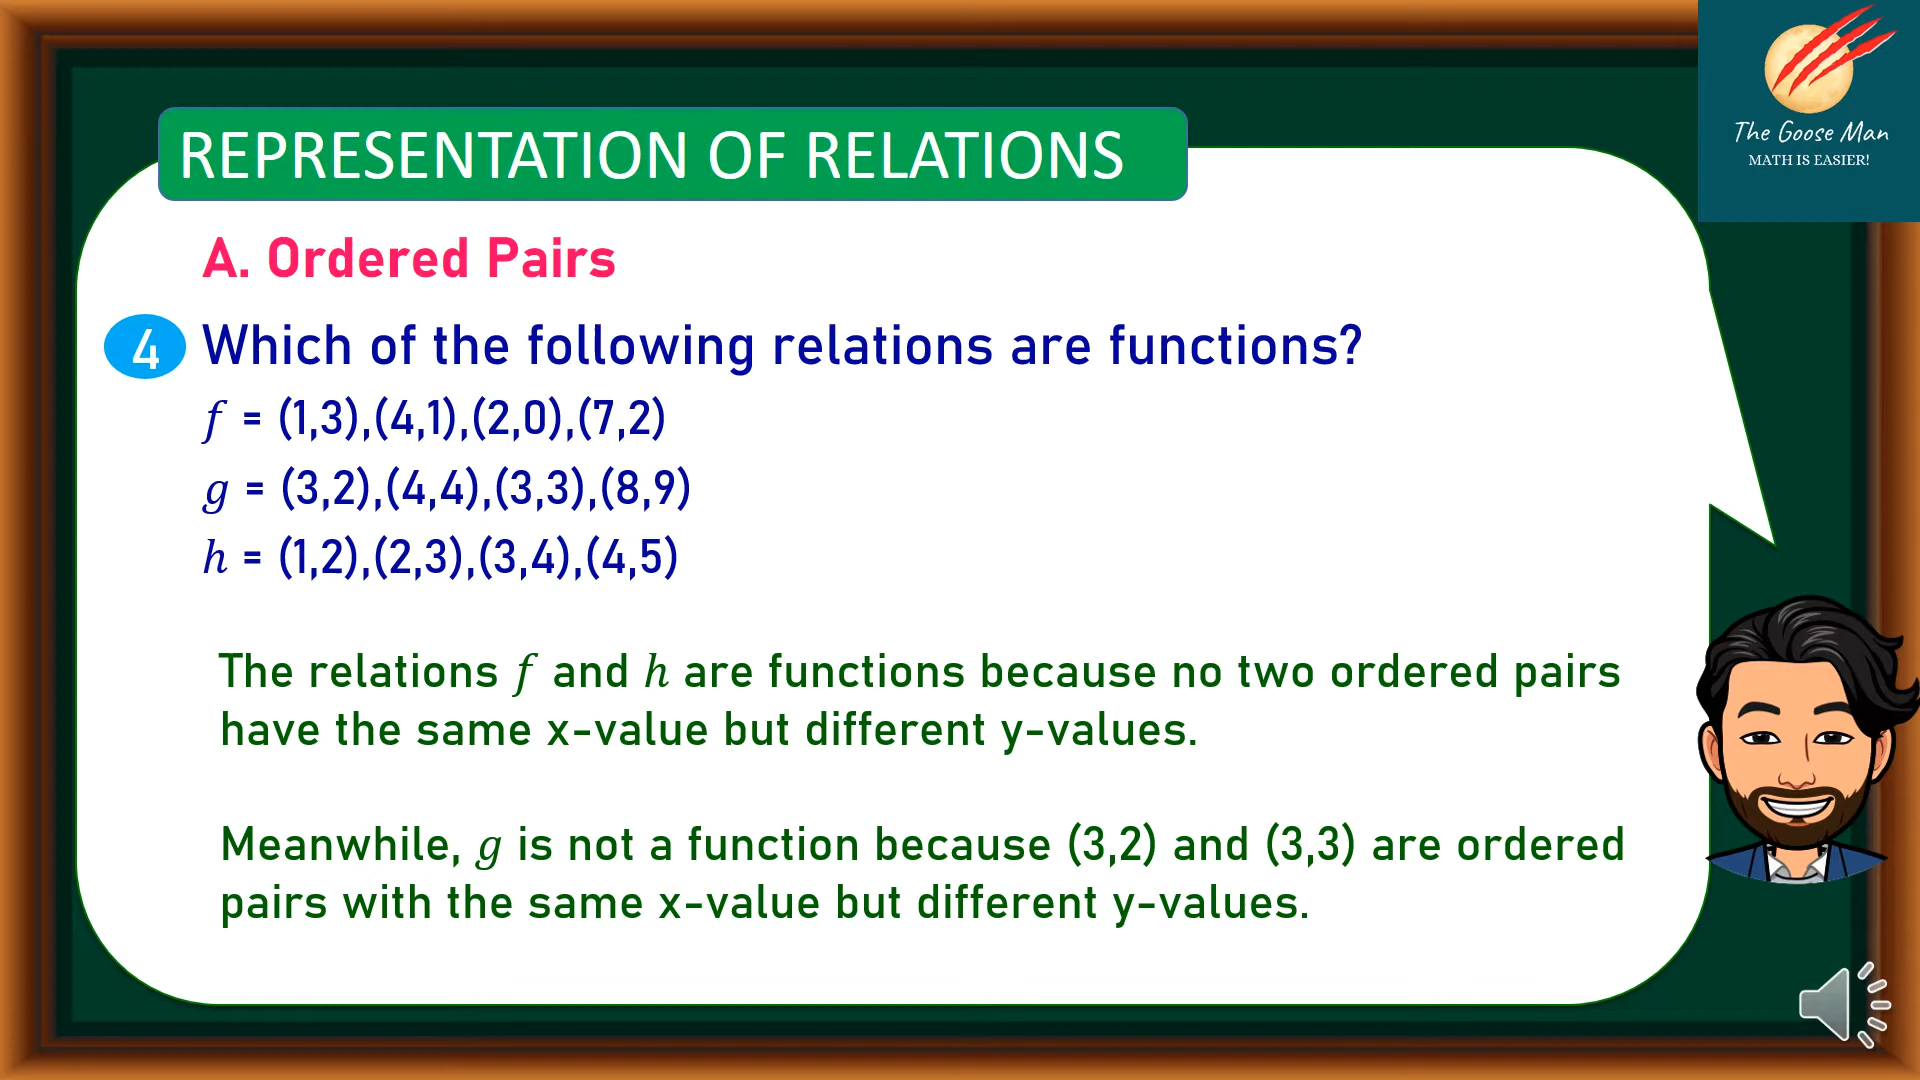 The Goose Man
MATH IS EASIER!
REPRESENTATION OF RELATIONS
A. Ordered Pairs
4 Which of the following relations are functions?
f = (1,3),(4,1),(2,0),(7,2)
g = (3,2),(4,4),(3,3),(8,9)
h = (1,2),(2,3),(3,4),(4,5)
The relations f and h are functions because no two ordered pairs
have the same x-value but different y-values.
Meanwhile, g is not a function because (3,2) and (3,3) are ordered
pairs with the same x-value but different y-values.